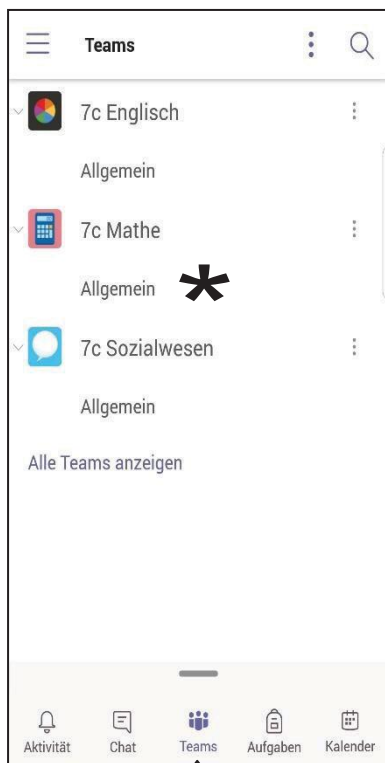 Teams
7c Englisch
Allgemein
7c Mathe
Allgemein *
7c Sozialwesen
Allgemein
Alle Teams anzeigen
Aktivität Chat Teams Aufgaben Kalender